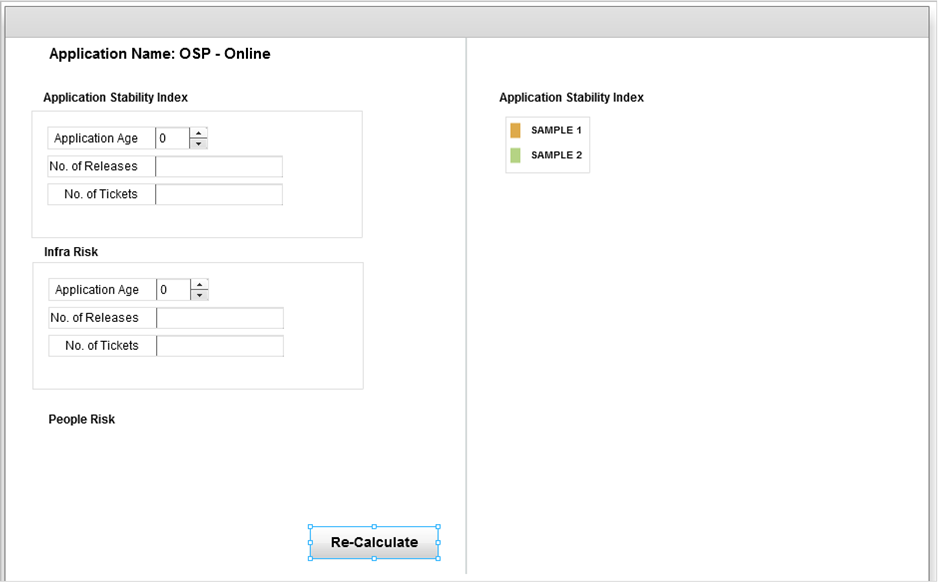 Application Name: OSP - Online
Application Stability Index
Application Age 0
No. of Releases
No. of Tickets
Infra Risk
Application Age 0
No. of Releases
No. of Tickets
People Risk
Re-Calculate
Application Stability Index
SAMPLE 1
SAMPLE 2